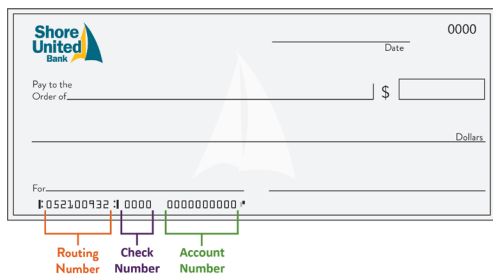 Shore
United
Bank
0000
Date
Pay to the
Order of
$
Dollars
For
⑆052100932⑆ 0000 0000000000⑈
Routing
Number
Check
Number
Account
Number